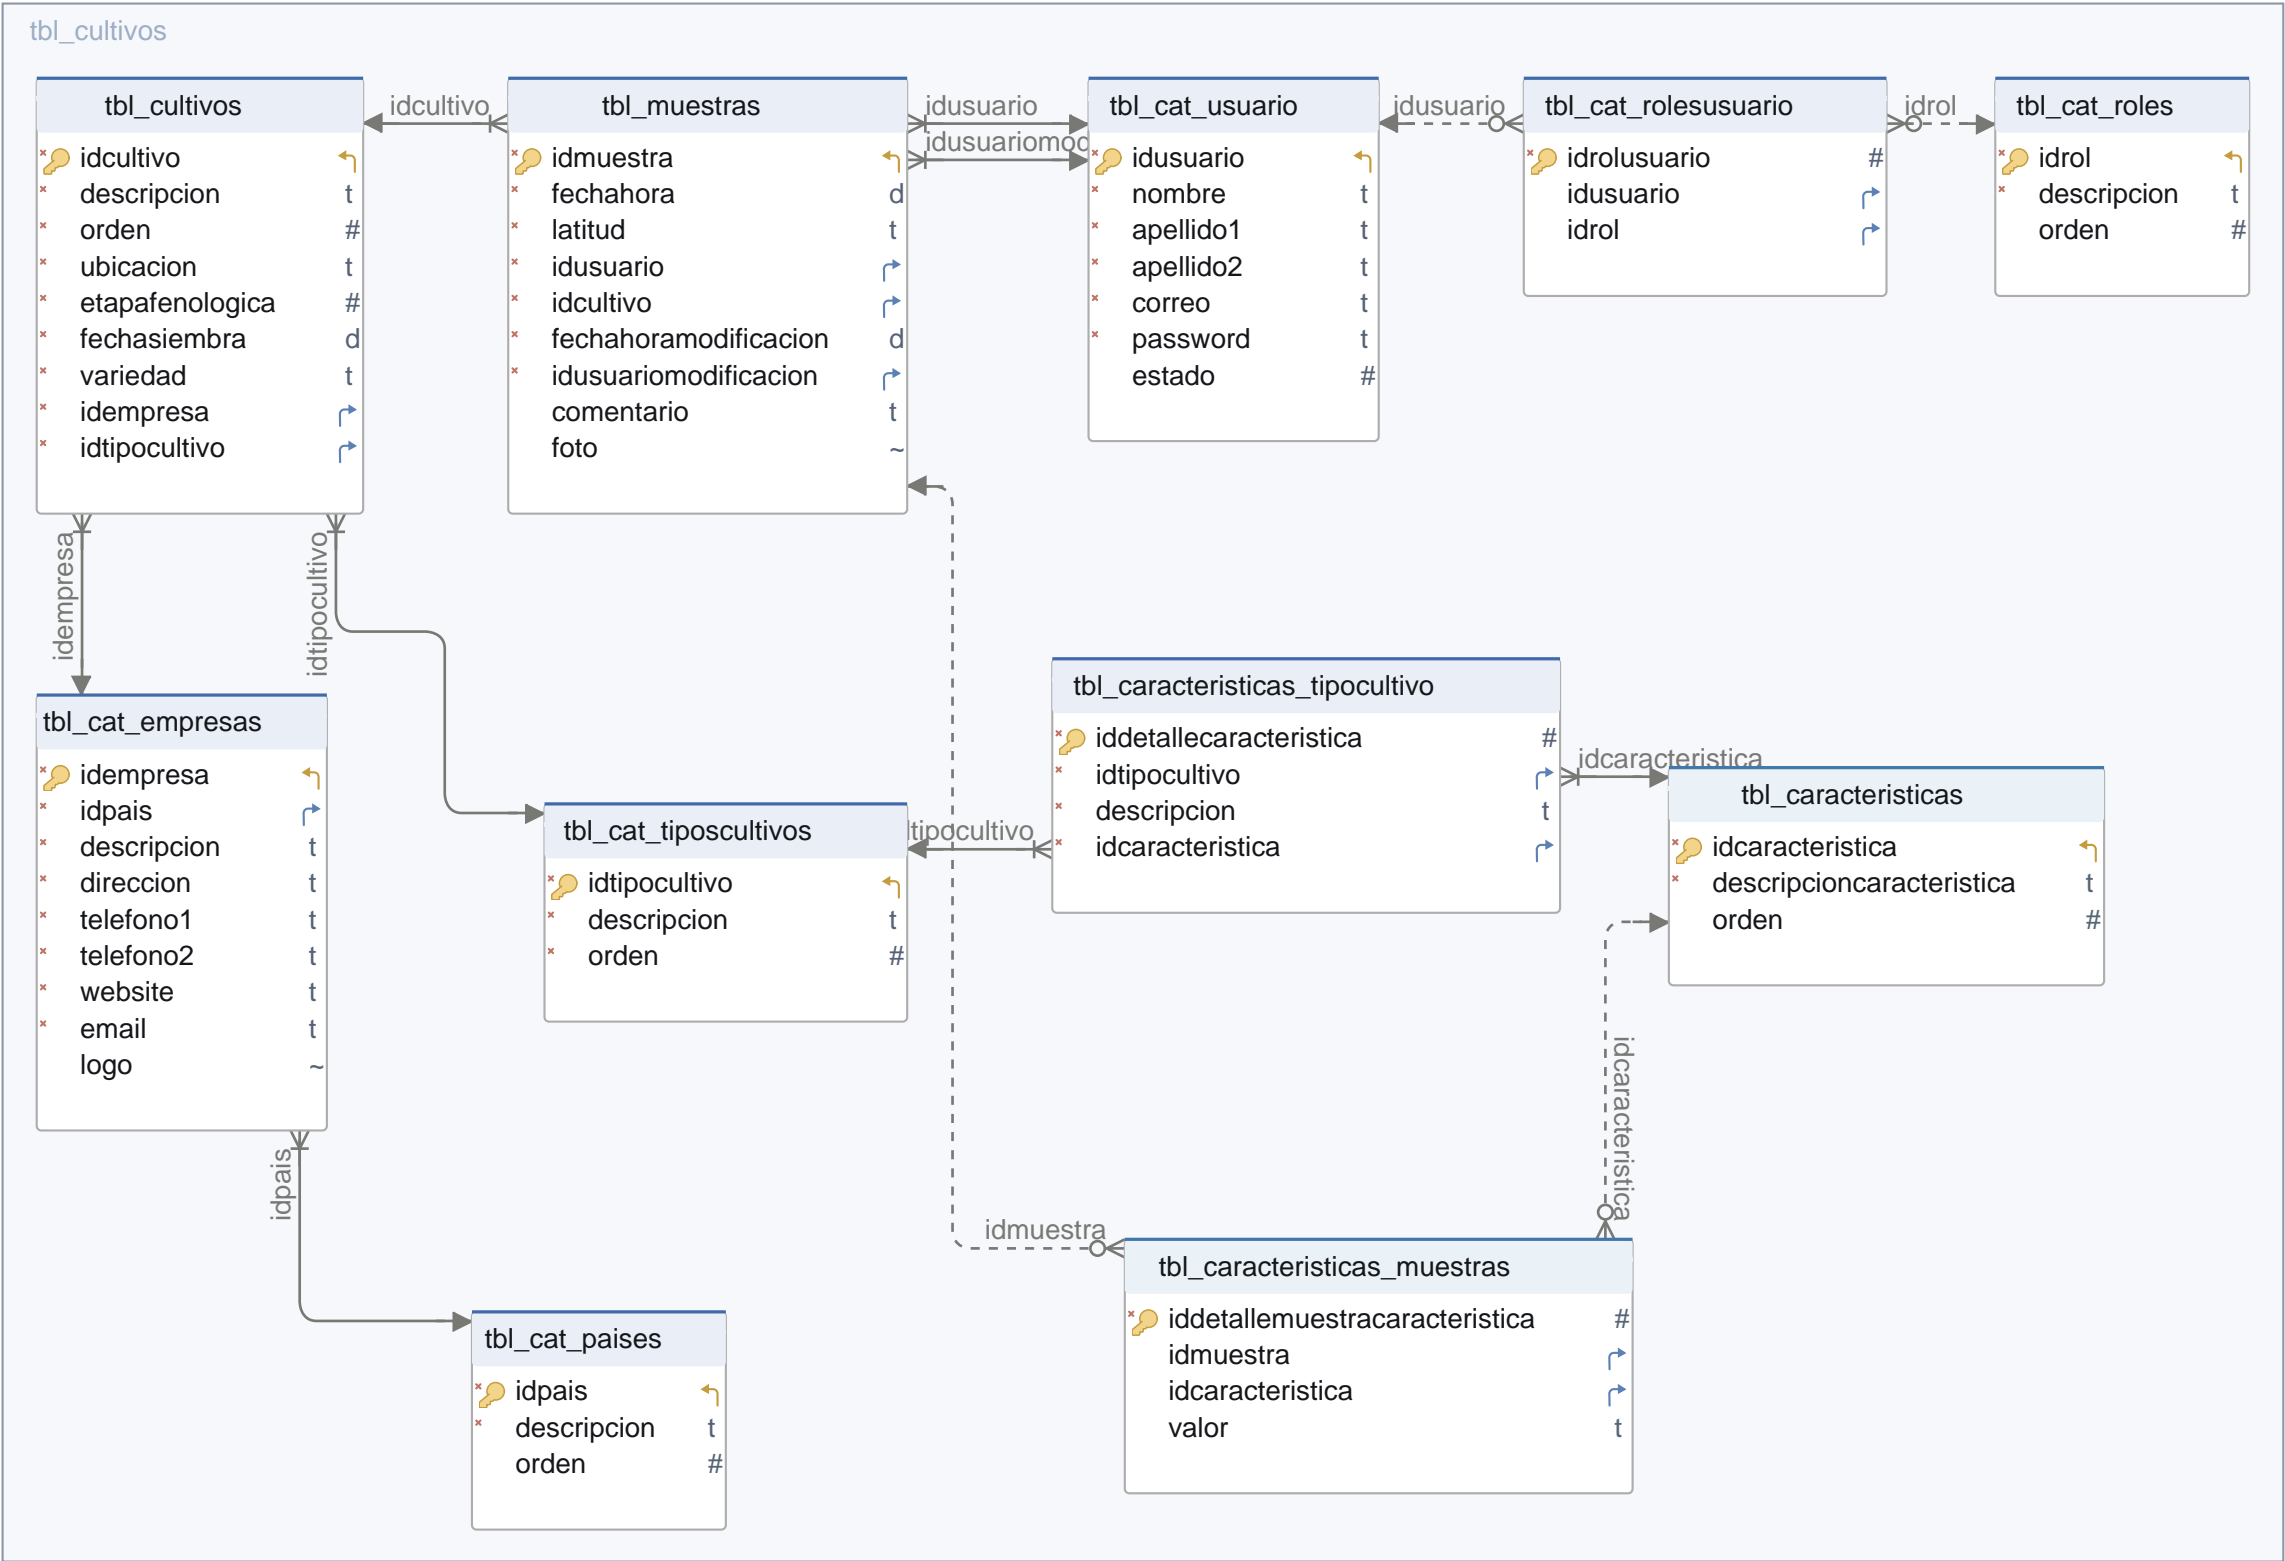 tbl_cultivos
tbl_cultivos
idcultivo
descripcion t
orden #
ubicacion t
etapafenologica #
fechasiembra d
variedad t
idempresa
idtipocultivo
idcultivo
tbl_muestras
idmuestra
fechahora d
latitud t
idusuario
idcultivo
fechahoramodificacion d
idusuariomodificacion
comentario t
foto ~
idusuario
idusuariomod
tbl_cat_usuario
idusuario
nombre t
apellido1 t
apellido2 t
correo t
password t
estado #
idusuario
tbl_cat_rolesusuario
idrolusuario #
idusuario
idrol
idrol
tbl_cat_roles
idrol
descripcion t
orden #
idempresa
idtipocultivo
tbl_cat_empresas
idempresa
idpais
descripcion t
direccion t
telefono1 t
telefono2 t
website t
email t
logo ~
tbl_cat_tiposcultivos
idtipocultivo
descripcion t
orden #
tipocultivo
tbl_caracteristicas_tipocultivo
iddetallecaracteristica #
idtipocultivo
descripcion t
idcaracteristica
idcaracteristica
tbl_caracteristicas
idcaracteristica
descripcioncaracteristica t
orden #
idcaracteristica
idpais
idmuestra
tbl_caracteristicas_muestras
iddetallemuestracaracteristica #
idmuestra
idcaracteristica
valor t
tbl_cat_paises
idpais
descripcion t
orden #